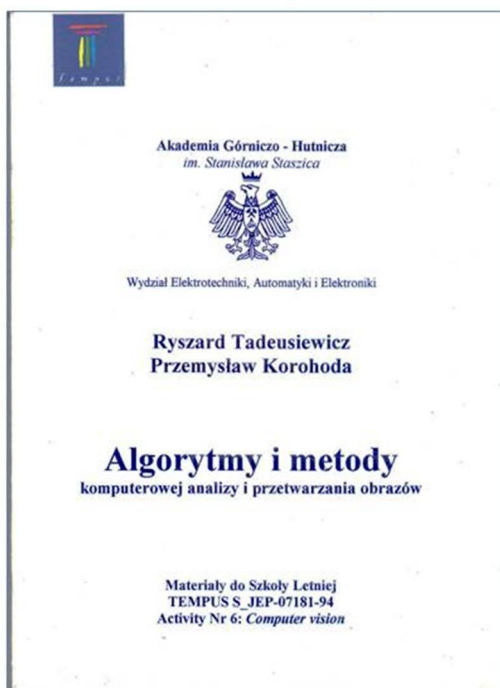 Tempus
Akademia Górniczo - Hutnicza
im. Stanisława Staszica
Wydział Elektrotechniki, Automatyki i Elektroniki
Ryszard Tadeusiewicz
Przemysław Korohoda
Algorytmy i metody
komputerowej analizy i przetwarzania obrazów
Materiały do Szkoły Letniej
TEMPUS S_JEP-07181-94
Activity Nr 6: Computer vision